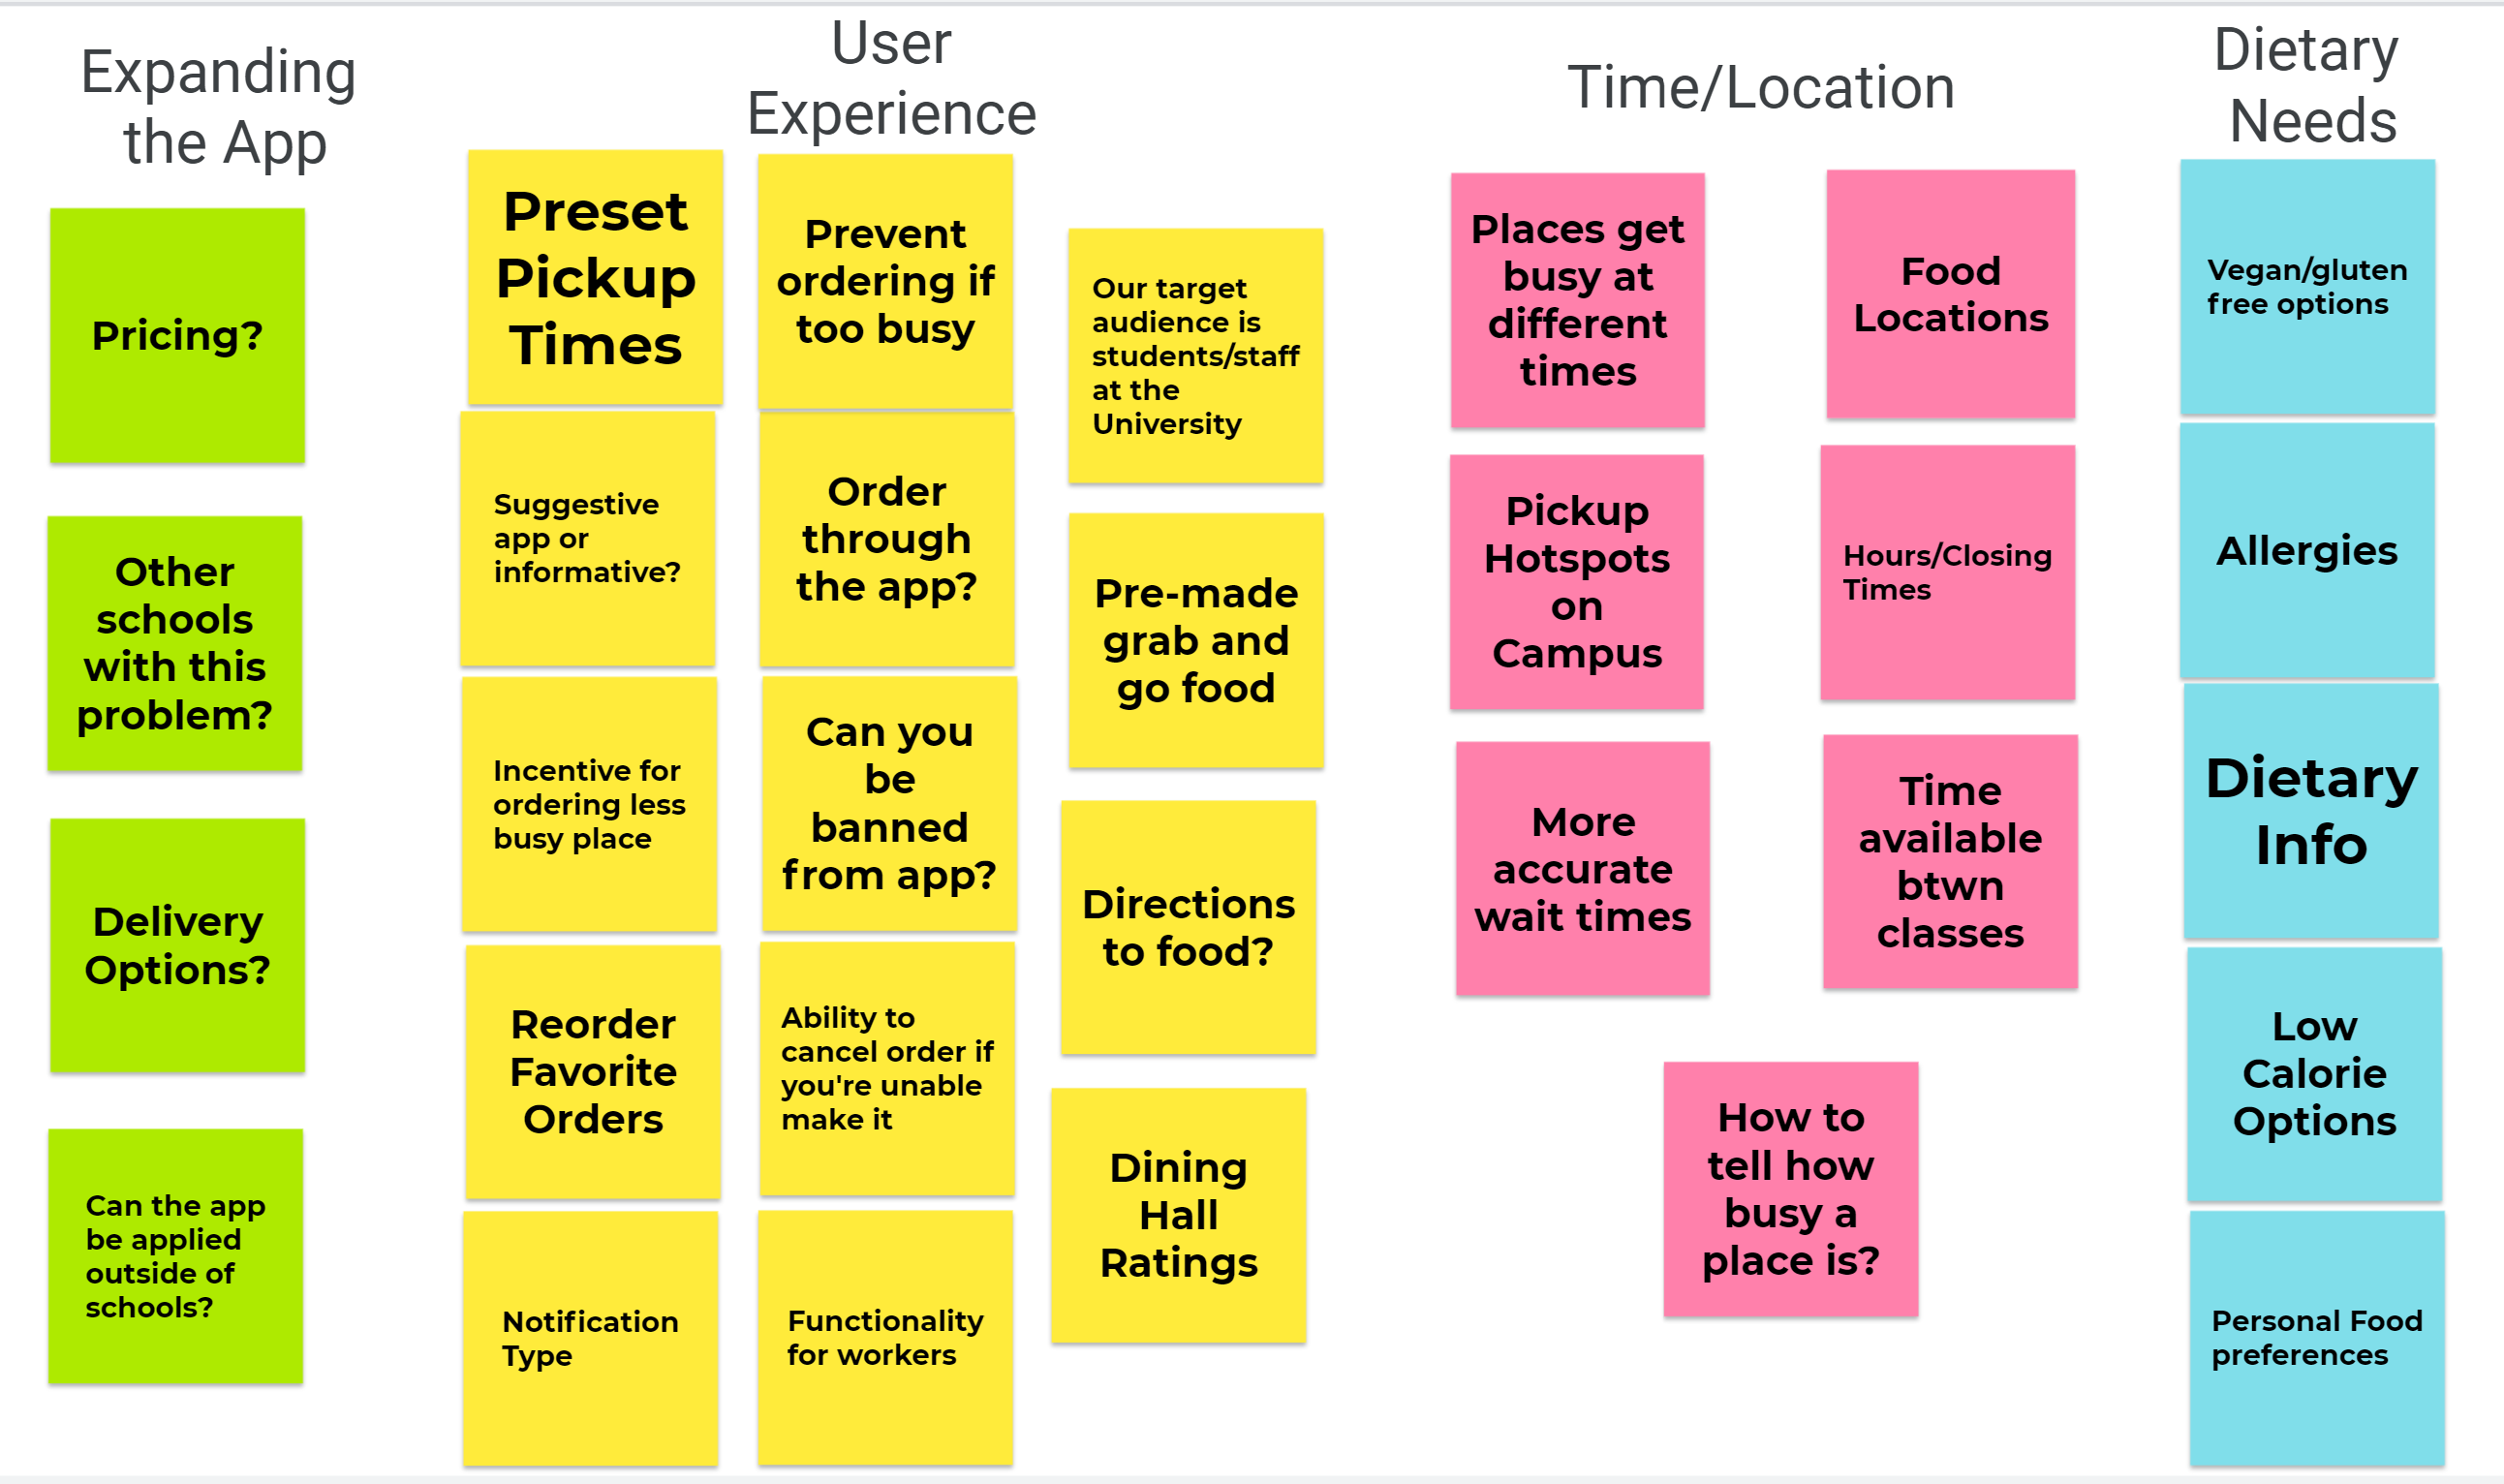 Expanding
the App
Pricing?
Other
schools
with this
problem?
Delivery
Options?
Can the app
be applied
outside of
schools?
User
Experience
Preset
Pickup
Times
Suggestive
app or
informative?
Incentive for
ordering less
busy place
Reorder
Favorite
Orders
Notification
Type
Prevent
ordering if
too busy
Order
through
the app?
Can you
be
banned
from app?
Ability to
cancel order if
you're unable
make it
Functionality
for workers
Our target
audience is
students/staff
at the
University
Pre-made
grab and
go food
Directions
to food?
Dining
Hall
Ratings
Time/Location
Places get
busy at
different
times
Pickup
Hotspots
on
Campus
More
accurate
wait times
Food
Locations
Hours/Closing
Times
Time
available
btwn
classes
How to
tell how
busy a
place is?
Dietary
Needs
Vegan/gluten
free options
Allergies
Dietary
Info
Low
Calorie
Options
Personal Food
preferences